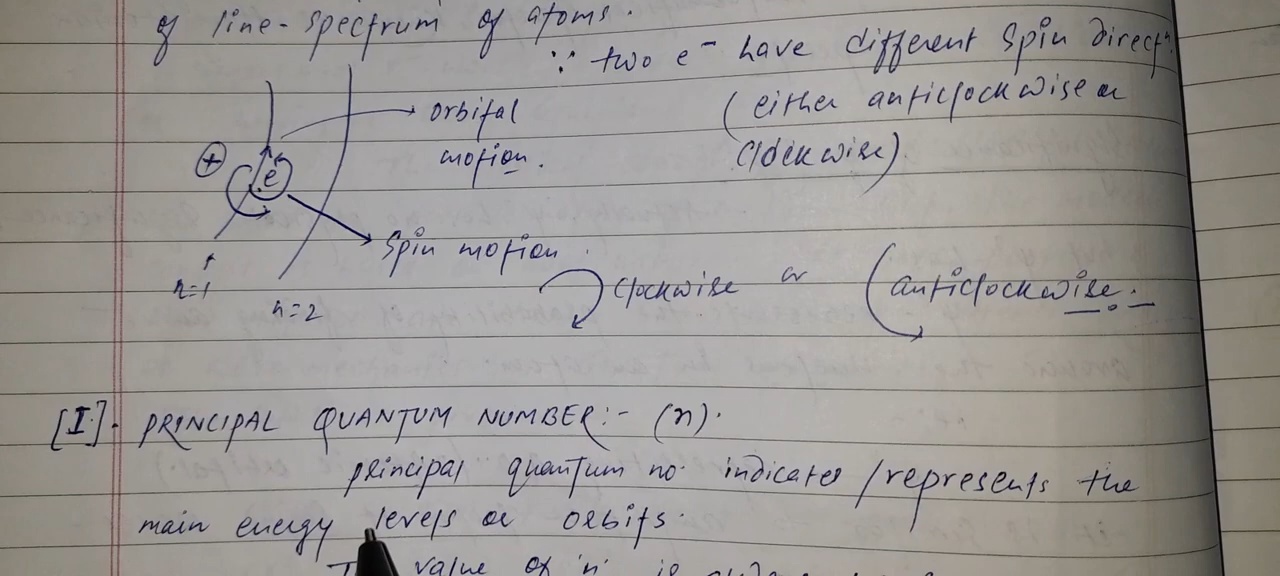 of line-spectrum of atoms.
∵ two e⁻ have different spin directⁿ
(either anticlockwise or
clockwise)
orbital
motion.
+
e⁻
spin motion.
n=1
n=2
clockwise or anticlockwise.
[I]. PRINCIPAL QUANTUM NUMBER:- (n).
principal quantum no. indicates/represents the
main energy levels or orbits.
value of 'n' is